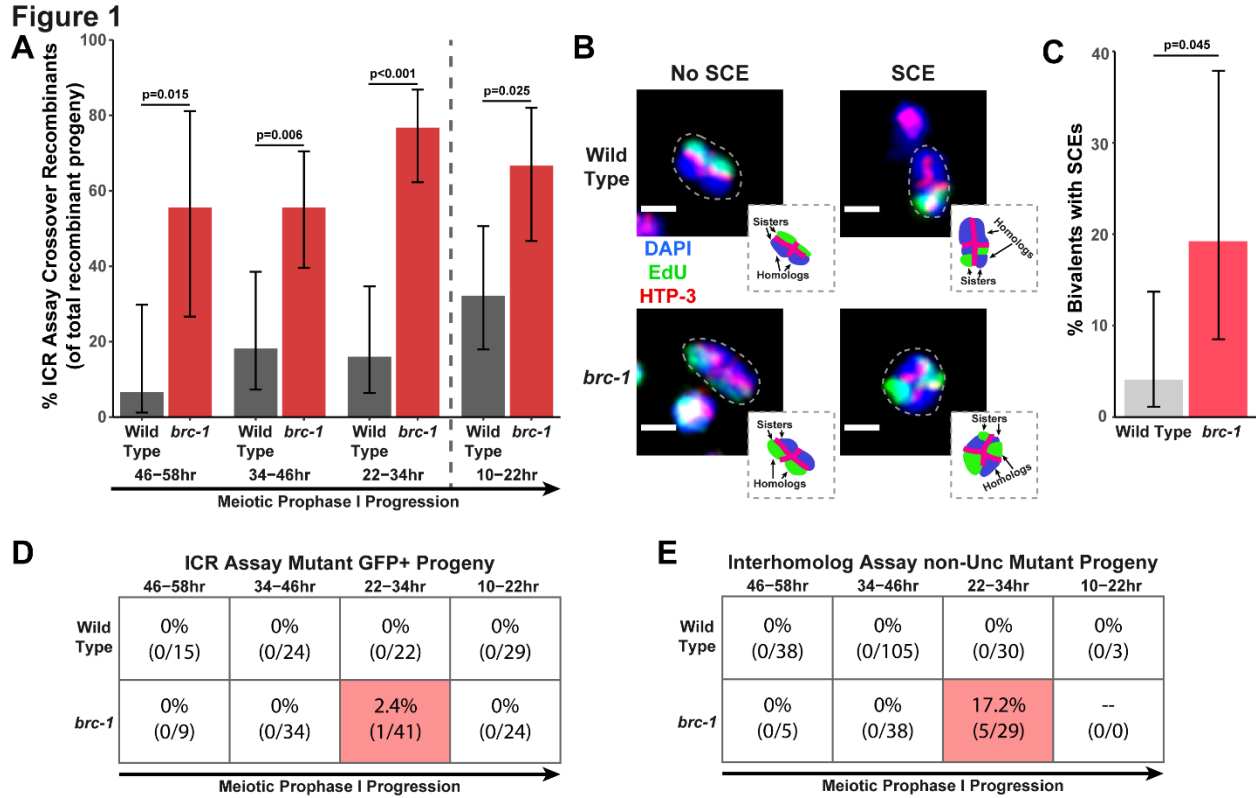 Figure 1
A
% ICR Assay Crossover Recombinants
(of total recombinant progeny)
100
80
60
40
20
0
p=0.015
p=0.006
p<0.001
p=0.025
Wild Type
brc-1
Wild Type
brc-1
Wild Type
brc-1
Wild Type
brc-1
46−58hr
34−46hr
22−34hr
10−22hr
Meiotic Prophase I Progression
B
No SCE
SCE
Wild
Type
DAPI
EdU
HTP-3
Sisters
Homologs
Homologs
Sisters
brc-1
Sisters
Homologs
Sisters
Homologs
C
% Bivalents with SCEs
40
30
20
10
0
p=0.045
Wild Type
brc-1
D
ICR Assay Mutant GFP+ Progeny
46−58hr 34−46hr 22−34hr 10−22hr
Wild
Type
0% 0% 0% 0%
(0/15) (0/24) (0/22) (0/29)
brc-1
0% 0% 2.4% 0%
(0/9) (0/34) (1/41) (0/24)
Meiotic Prophase I Progression
E
Interhomolog Assay non-Unc Mutant Progeny
46−58hr 34−46hr 22−34hr 10−22hr
Wild
Type
0% 0% 0% 0%
(0/38) (0/105) (0/30) (0/3)
brc-1
0% 0% 17.2% --
(0/5) (0/38) (5/29) (0/0)
Meiotic Prophase I Progression